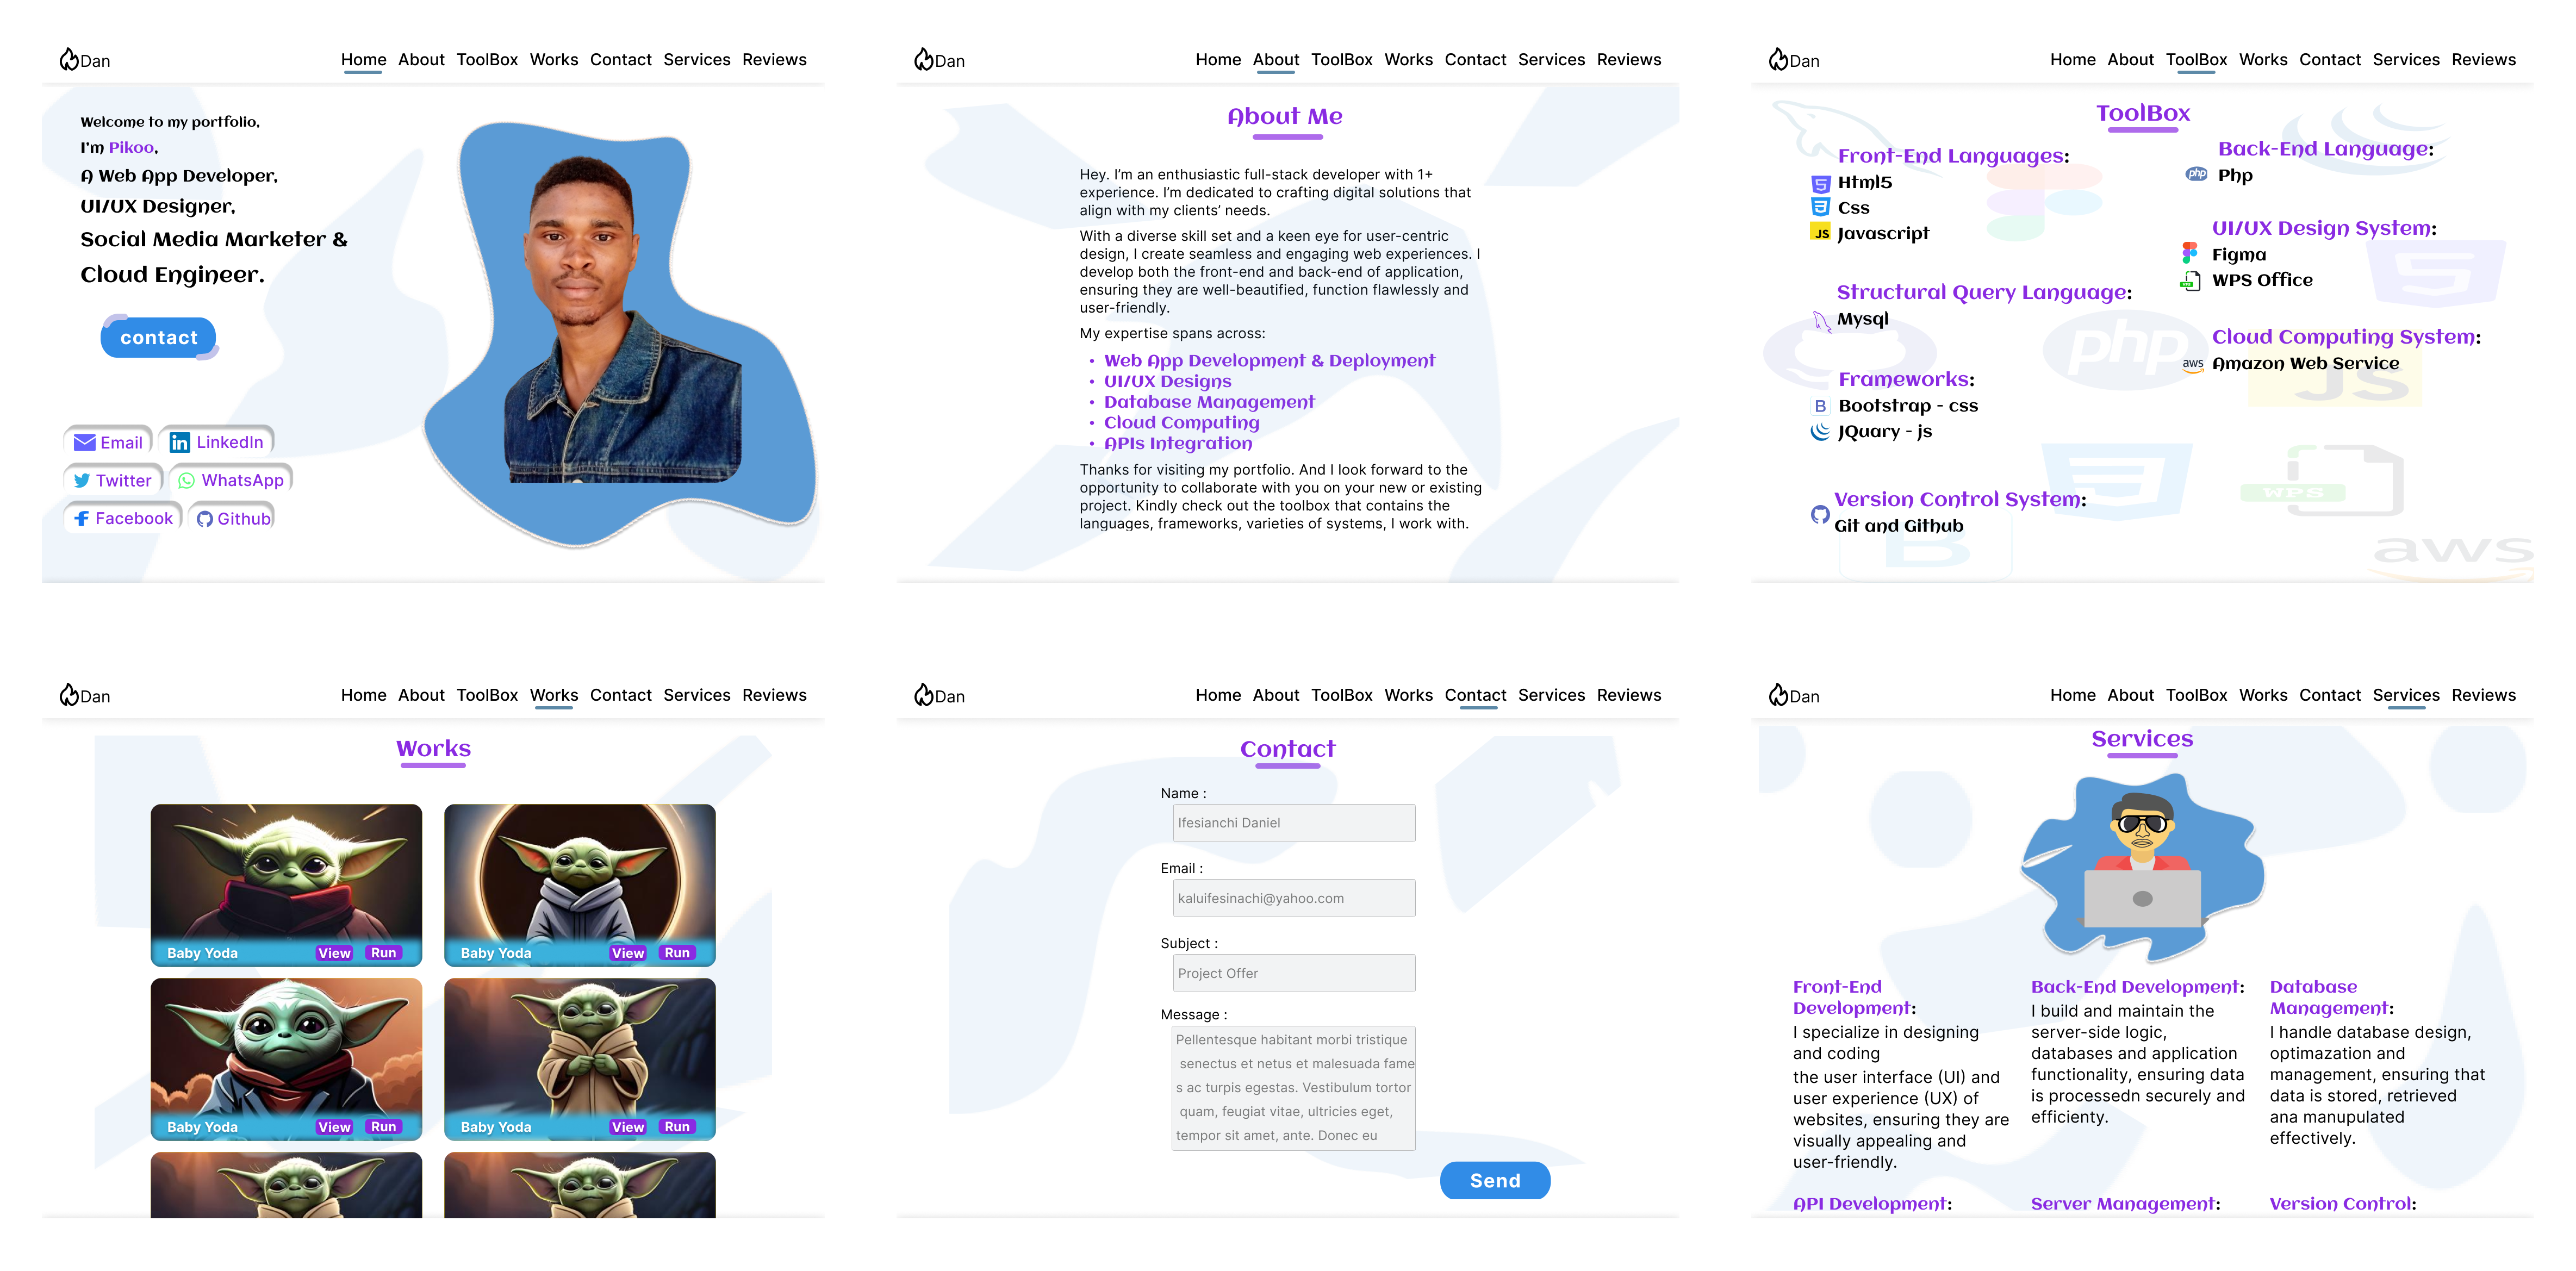 Dan
Home About ToolBox Works Contact Services Reviews
Welcome to my portfolio,
I'm Pikoo,
A Web App Developer,
UI/UX Designer,
Social Media Marketer &
Cloud Engineer.
contact
Email LinkedIn
Twitter WhatsApp
Facebook Github
Dan
Home About ToolBox Works Contact Services Reviews
About Me
Hey. I'm an enthusiastic full-stack developer with 1+
experience. I'm dedicated to crafting digital solutions that
align with my clients' needs.
With a diverse skill set and a keen eye for user-centric
design, I create seamless and engaging web experiences. I
develop both the front-end and back-end of application,
ensuring they are well-beautified, function flawlessly and
user-friendly.
My expertise spans across:
• Web App Development & Deployment
• UI/UX Designs
• Database Management
• Cloud Computing
• APIs Integration
Thanks for visiting my portfolio. And I look forward to the
opportunity to collaborate with you on your new or existing
project. Kindly check out the toolbox that contains the
languages, frameworks, varieties of systems, I work with.
Dan
Home About ToolBox Works Contact Services Reviews
ToolBox
Front-End Languages:
Html5
Css
JS Javascript
Structural Query Language:
Mysql
Frameworks:
B Bootstrap - css
JQuary - js
Version Control System:
Git and Github
Back-End Language:
php Php
UI/UX Design System:
Figma
WPS Office
Cloud Computing System:
aws Amazon Web Service
php
JS
WPS
B
aws
Dan
Home About ToolBox Works Contact Services Reviews
Works
Baby Yoda View Run
Baby Yoda View Run
Baby Yoda View Run
Baby Yoda View Run
Dan
Home About ToolBox Works Contact Services Reviews
Contact
Name :
Ifesianchi Daniel
Email :
kaluifesinachi@yahoo.com
Subject :
Project Offer
Message :
Pellentesque habitant morbi tristique
senectus et netus et malesuada fame
s ac turpis egestas. Vestibulum tortor
quam, feugiat vitae, ultricies eget,
tempor sit amet, ante. Donec eu
Send
Dan
Home About ToolBox Works Contact Services Reviews
Services
Front-End
Development:
I specialize in designing
and coding
the user interface (UI) and
user experience (UX) of
websites, ensuring they are
visually appealing and
user-friendly.
Back-End Development:
I build and maintain the
server-side logic,
databases and application
functionality, ensuring data
is processedn securely and
efficienty.
Database
Management:
I handle database design,
optimazation and
management, ensuring that
data is stored, retrieved
ana manupulated
effectively.
API Development:
Server Management:
Version Control: